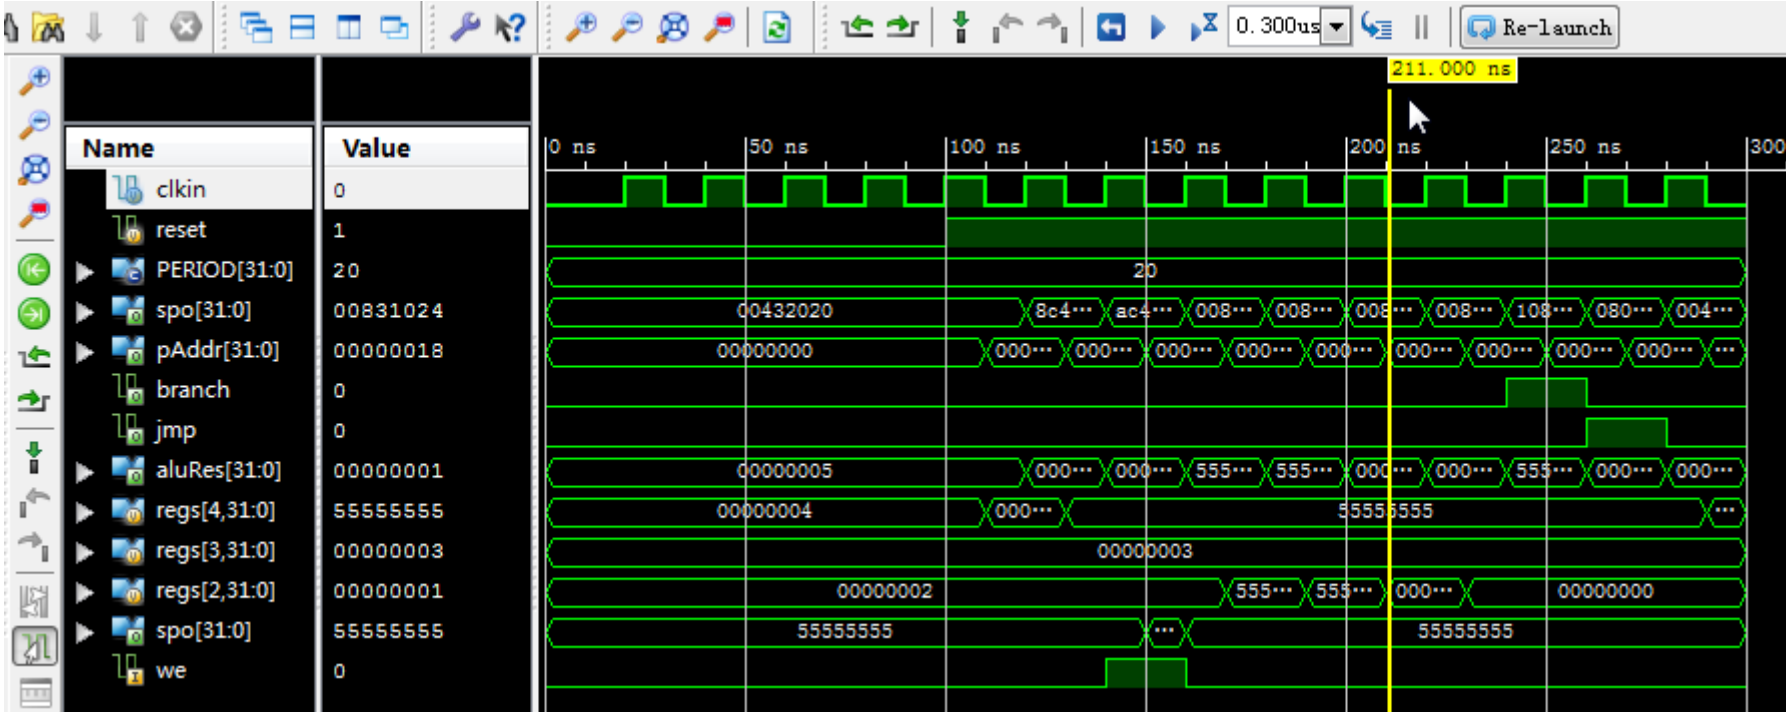 0.300us Re-launch
211.000 ns
Name Value
0 ns 50 ns 100 ns 150 ns 200 ns 250 ns 300
clkin 0
reset 1
PERIOD[31:0] 20 20
spo[31:0] 00831024 00432020 8c4··· ac4··· 008··· 008··· 008··· 008··· 108··· 080··· 004···
pAddr[31:0] 00000018 00000000 000··· 000··· 000··· 000··· 000··· 000··· 000··· 000··· 000··· ···
branch 0
jmp 0
aluRes[31:0] 00000001 00000005 000··· 000··· 555··· 555··· 000··· 000··· 555··· 000··· 000···
regs[4,31:0] 55555555 00000004 000··· 55555555 ···
regs[3,31:0] 00000003 00000003
regs[2,31:0] 00000001 00000002 555··· 555··· 000··· 00000000
spo[31:0] 55555555 55555555 ··· 55555555
we 0